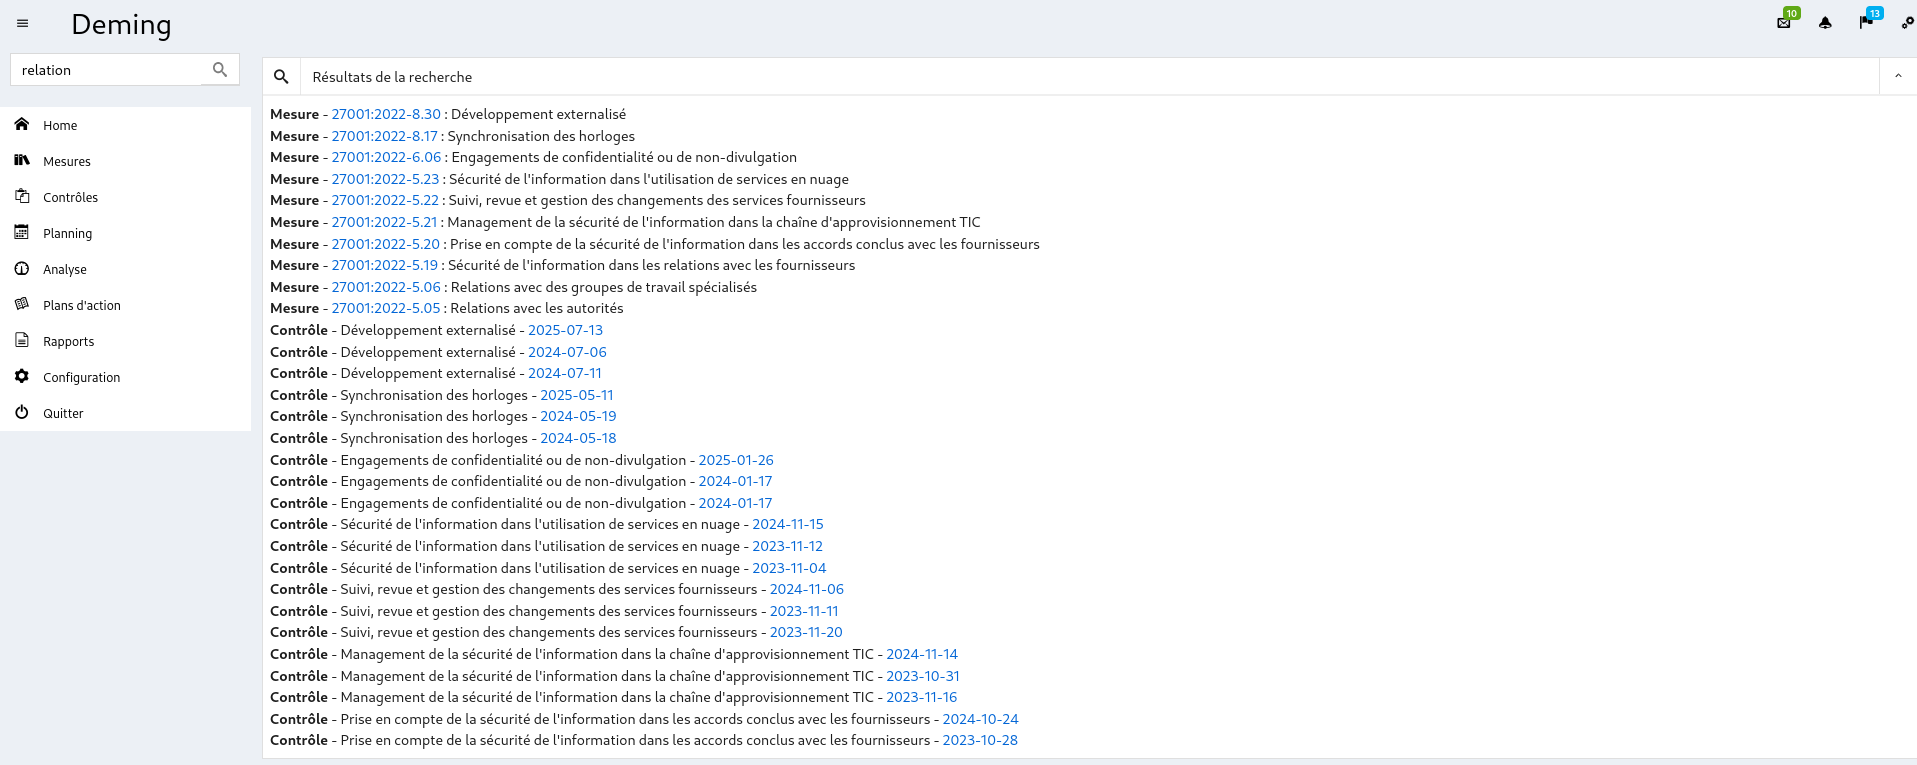 Deming
10
13
relation
Résultats de la recherche
Home
Mesures
Contrôles
Planning
Analyse
Plans d'action
Rapports
Configuration
Quitter
Mesure - 27001:2022-8.30 : Développement externalisé
Mesure - 27001:2022-8.17 : Synchronisation des horloges
Mesure - 27001:2022-6.06 : Engagements de confidentialité ou de non-divulgation
Mesure - 27001:2022-5.23 : Sécurité de l'information dans l'utilisation de services en nuage
Mesure - 27001:2022-5.22 : Suivi, revue et gestion des changements des services fournisseurs
Mesure - 27001:2022-5.21 : Management de la sécurité de l'information dans la chaîne d'approvisionnement TIC
Mesure - 27001:2022-5.20 : Prise en compte de la sécurité de l'information dans les accords conclus avec les fournisseurs
Mesure - 27001:2022-5.19 : Sécurité de l'information dans les relations avec les fournisseurs
Mesure - 27001:2022-5.06 : Relations avec des groupes de travail spécialisés
Mesure - 27001:2022-5.05 : Relations avec les autorités
Contrôle - Développement externalisé - 2025-07-13
Contrôle - Développement externalisé - 2024-07-06
Contrôle - Développement externalisé - 2024-07-11
Contrôle - Synchronisation des horloges - 2025-05-11
Contrôle - Synchronisation des horloges - 2024-05-19
Contrôle - Synchronisation des horloges - 2024-05-18
Contrôle - Engagements de confidentialité ou de non-divulgation - 2025-01-26
Contrôle - Engagements de confidentialité ou de non-divulgation - 2024-01-17
Contrôle - Engagements de confidentialité ou de non-divulgation - 2024-01-17
Contrôle - Sécurité de l'information dans l'utilisation de services en nuage - 2024-11-15
Contrôle - Sécurité de l'information dans l'utilisation de services en nuage - 2023-11-12
Contrôle - Sécurité de l'information dans l'utilisation de services en nuage - 2023-11-04
Contrôle - Suivi, revue et gestion des changements des services fournisseurs - 2024-11-06
Contrôle - Suivi, revue et gestion des changements des services fournisseurs - 2023-11-11
Contrôle - Suivi, revue et gestion des changements des services fournisseurs - 2023-11-20
Contrôle - Management de la sécurité de l'information dans la chaîne d'approvisionnement TIC - 2024-11-14
Contrôle - Management de la sécurité de l'information dans la chaîne d'approvisionnement TIC - 2023-10-31
Contrôle - Management de la sécurité de l'information dans la chaîne d'approvisionnement TIC - 2023-11-16
Contrôle - Prise en compte de la sécurité de l'information dans les accords conclus avec les fournisseurs - 2024-10-24
Contrôle - Prise en compte de la sécurité de l'information dans les accords conclus avec les fournisseurs - 2023-10-28